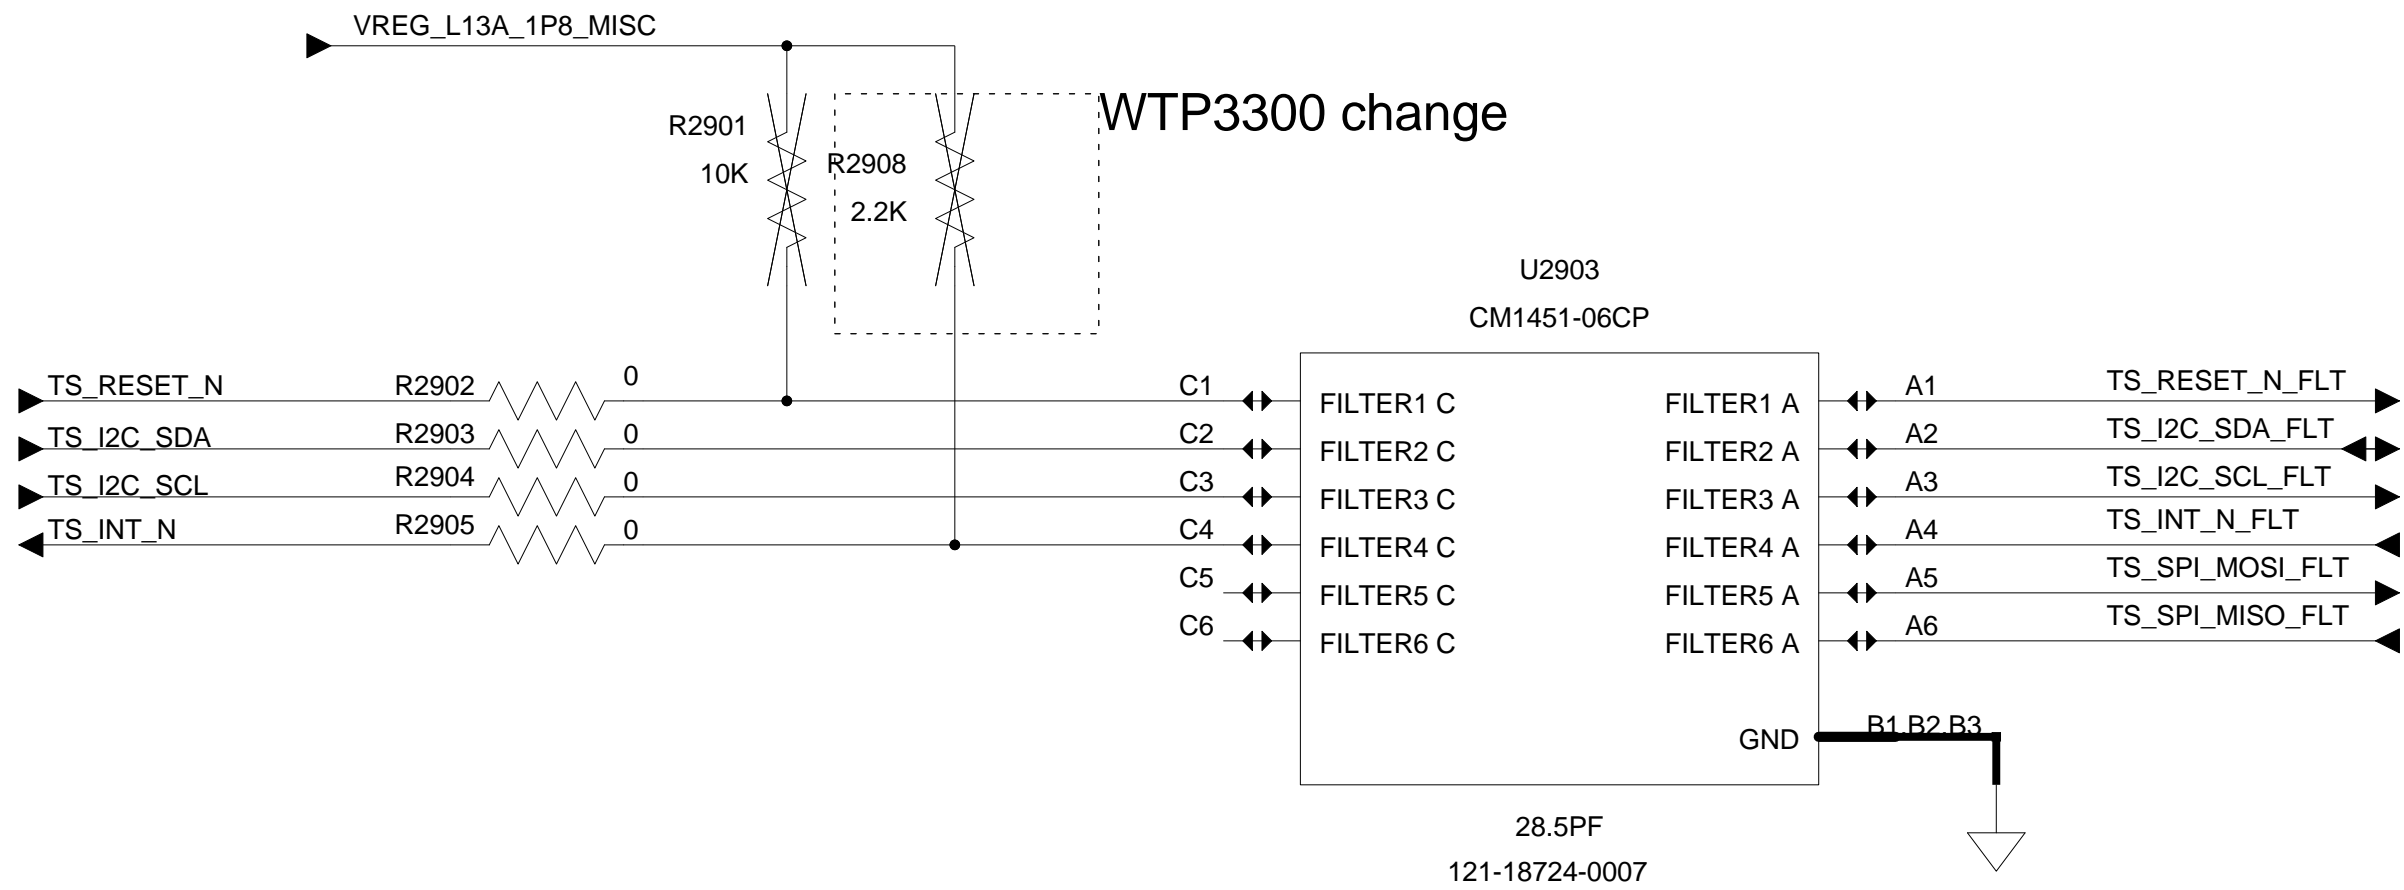 VREG_L13A_1P8_MISC
WTP3300 change
R2901
10K
R2908
2.2K
U2903
CM1451-06CP
TS_RESET_N R2902 0 C1 FILTER1 C FILTER1 A A1 TS_RESET_N_FLT
TS_I2C_SDA R2903 0 C2 FILTER2 C FILTER2 A A2 TS_I2C_SDA_FLT
TS_I2C_SCL R2904 0 C3 FILTER3 C FILTER3 A A3 TS_I2C_SCL_FLT
TS_INT_N R2905 0 C4 FILTER4 C FILTER4 A A4 TS_INT_N_FLT
C5 FILTER5 C FILTER5 A A5 TS_SPI_MOSI_FLT
C6 FILTER6 C FILTER6 A A6 TS_SPI_MISO_FLT
GND B1,B2,B3
28.5PF
121-18724-0007